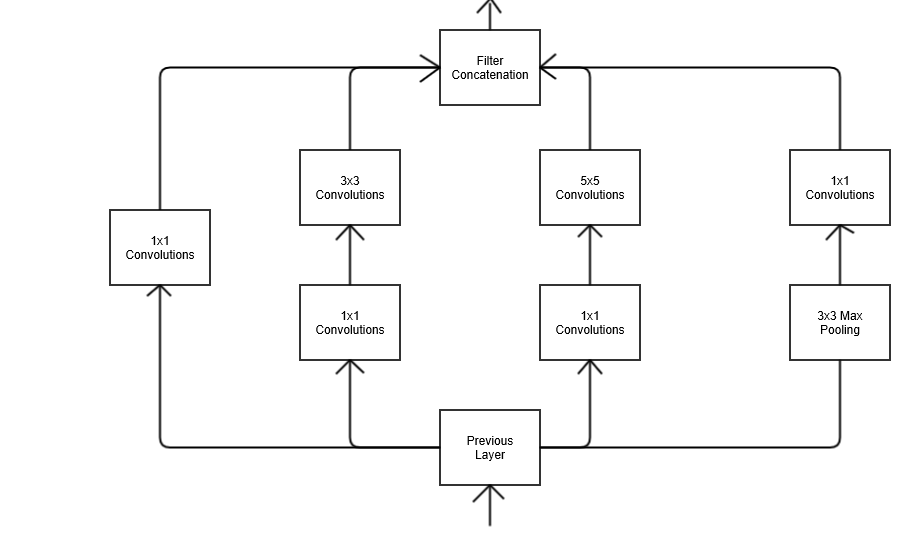 Filter
Concatenation
3x3
Convolutions
5x5
Convolutions
1x1
Convolutions
1x1
Convolutions
1x1
Convolutions
1x1
Convolutions
3x3 Max
Pooling
Previous
Layer